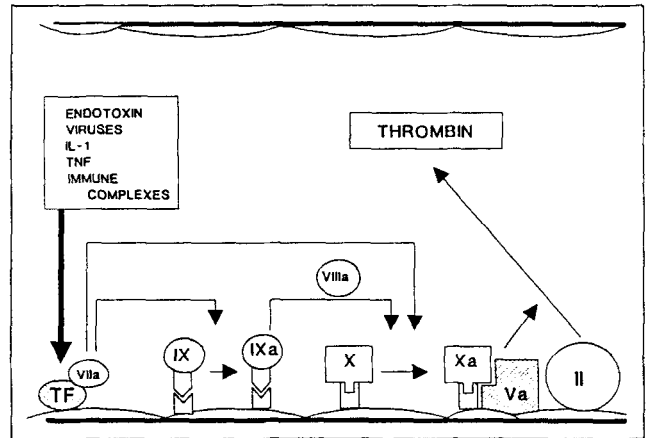 ENDOTOXIN
VIRUSES
IL-1
TNF
IMMUNE
COMPLEXES
THROMBIN
VIIIa
VIIa
TF
IX
IXa
X
Xa
Va
II